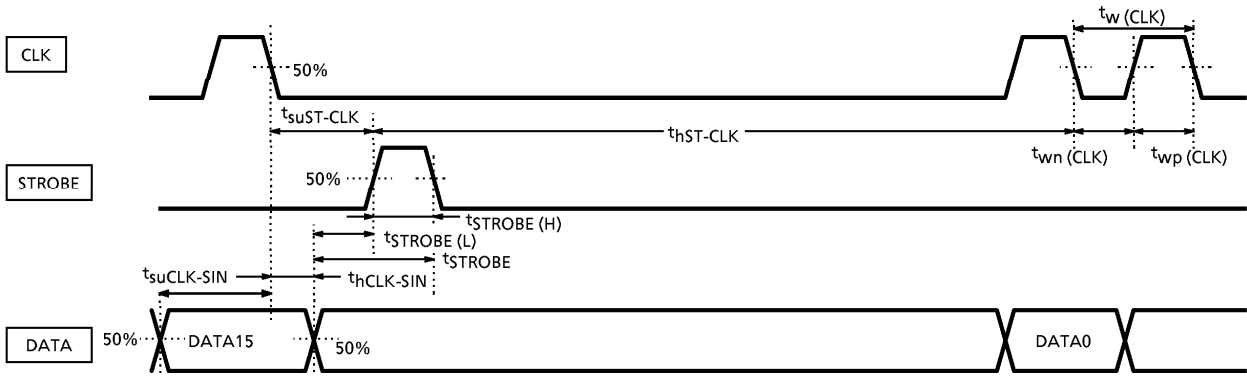 tw (CLK)
CLK
50%
tsuST-CLK
thST-CLK
twn (CLK)
twp (CLK)
STROBE
50%
tSTROBE (H)
tSTROBE (L)
tSTROBE
tsuCLK-SIN
thCLK-SIN
DATA
50%
DATA15
50%
DATA0